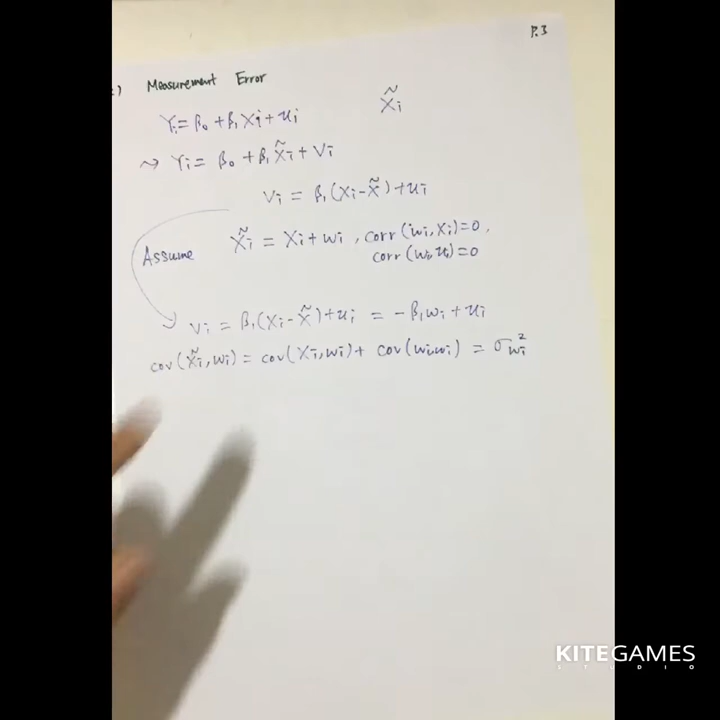 P.3
c) Measurement Error
Yi = β₀ + β₁Xi + ui
X̃i
⤳ Yi = β₀ + β₁X̃i + Vi
Vi = β₁(Xi - X̃) + ui
Assume X̃i = Xi + wi , corr(wi, Xi) = 0,
corr(wi, ui) = 0
Vi = β₁(Xi - X̃) + ui = -β₁wi + ui
cov(X̃i, wi) = cov(Xi, wi) + cov(wi, wi) = σ²wi
KITEGAMES
STUDIO